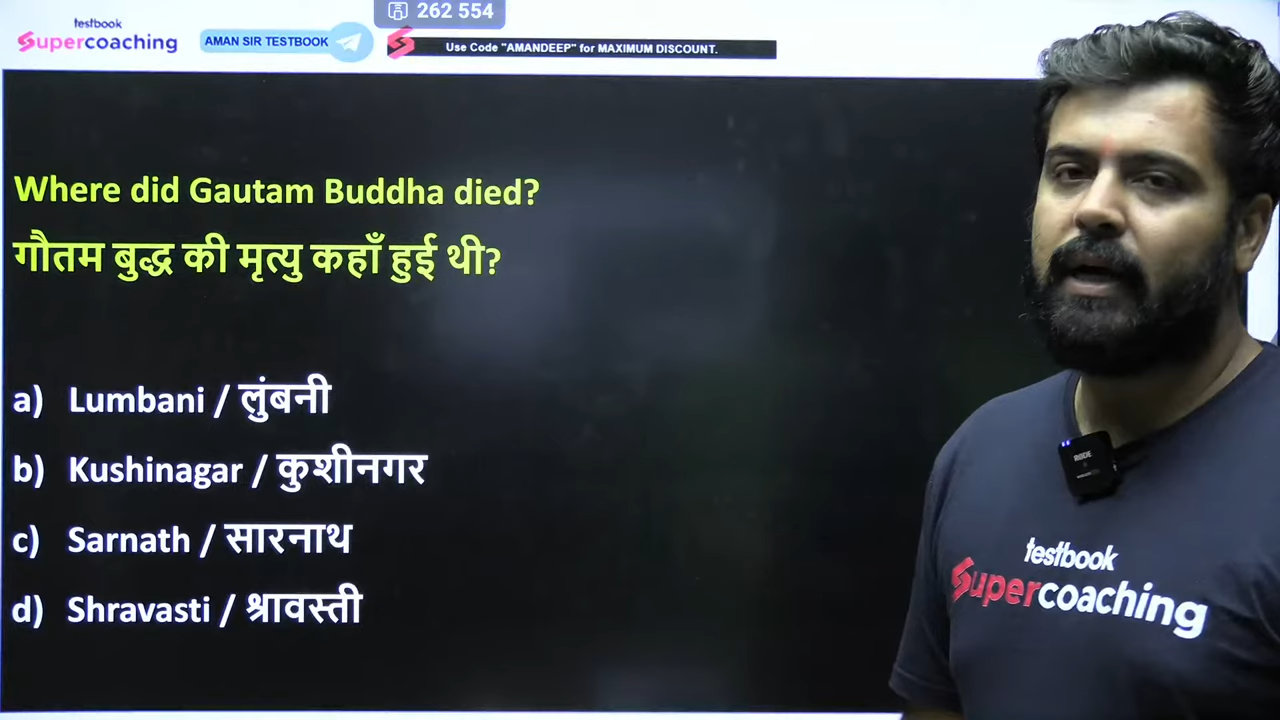 testbook
Supercoaching
AMAN SIR TESTBOOK
262 554
Use Code "AMANDEEP" for MAXIMUM DISCOUNT.
Where did Gautam Buddha died?
गौतम बुद्ध की मृत्यु कहाँ हुई थी?
a) Lumbani / लुंबनी
b) Kushinagar / कुशीनगर
c) Sarnath / सारनाथ
d) Shravasti / श्रावस्ती
RØDE
testbook
Supercoaching